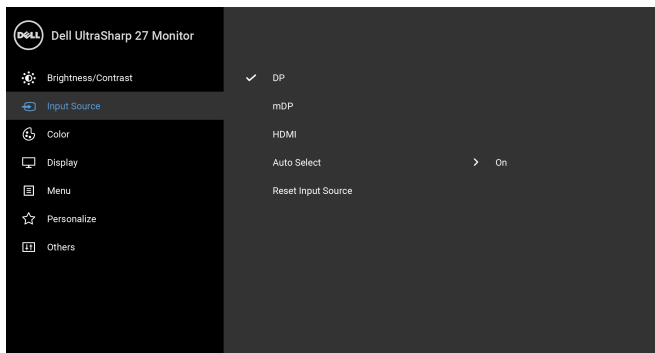 DELL Dell UltraSharp 27 Monitor
Brightness/Contrast
DP
Input Source
mDP
Color
HDMI
Display
Auto Select
On
Menu
Reset Input Source
Personalize
Others